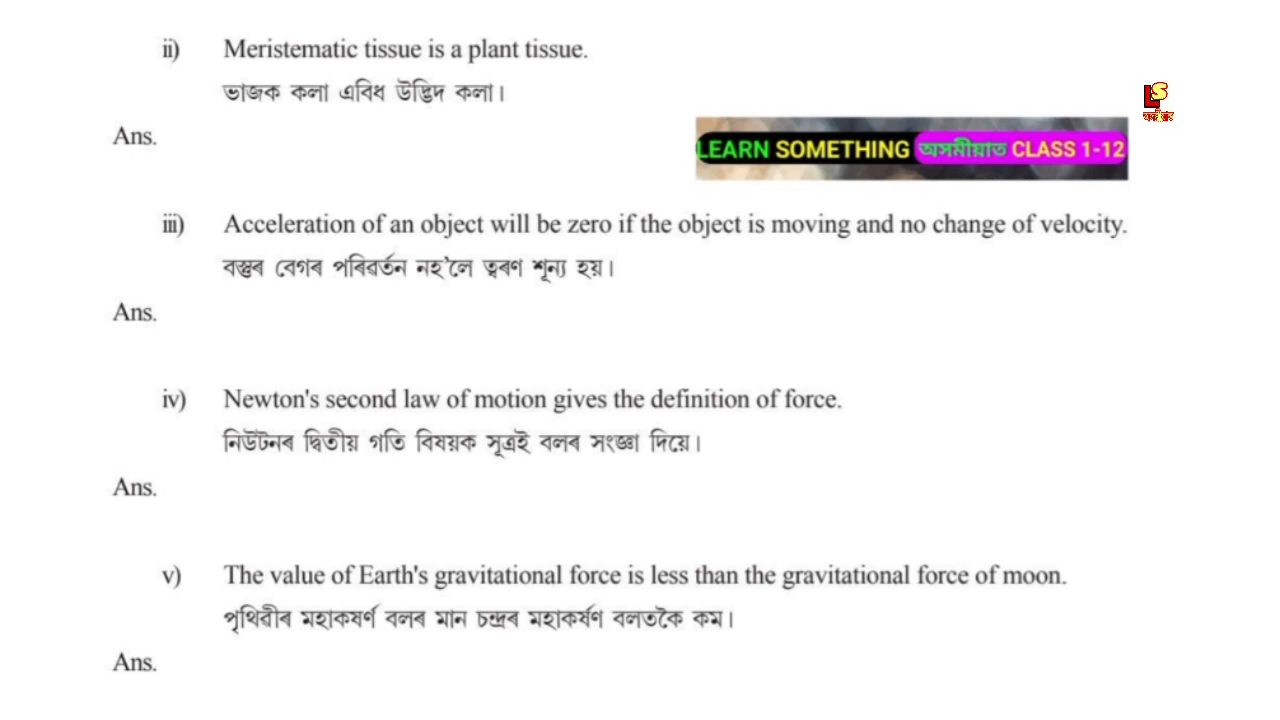 ii) Meristematic tissue is a plant tissue.
ভাজক কলা এবিধ উদ্ভিদ কলা।
Ans.
LEARN SOMETHING অসমীয়াত CLASS 1-12
LS
iii) Acceleration of an object will be zero if the object is moving and no change of velocity.
বস্তুৰ বেগৰ পৰিৱৰ্তন নহ'লে ত্বৰণ শূন্য হয়।
Ans.
iv) Newton's second law of motion gives the definition of force.
নিউটনৰ দ্বিতীয় গতি বিষয়ক সূত্ৰই বলৰ সংজ্ঞা দিয়ে।
Ans.
v) The value of Earth's gravitational force is less than the gravitational force of moon.
পৃথিৱীৰ মহাকষৰ্ণ বলৰ মান চন্দ্ৰৰ মহাকৰ্ষণ বলতকৈ কম।
Ans.